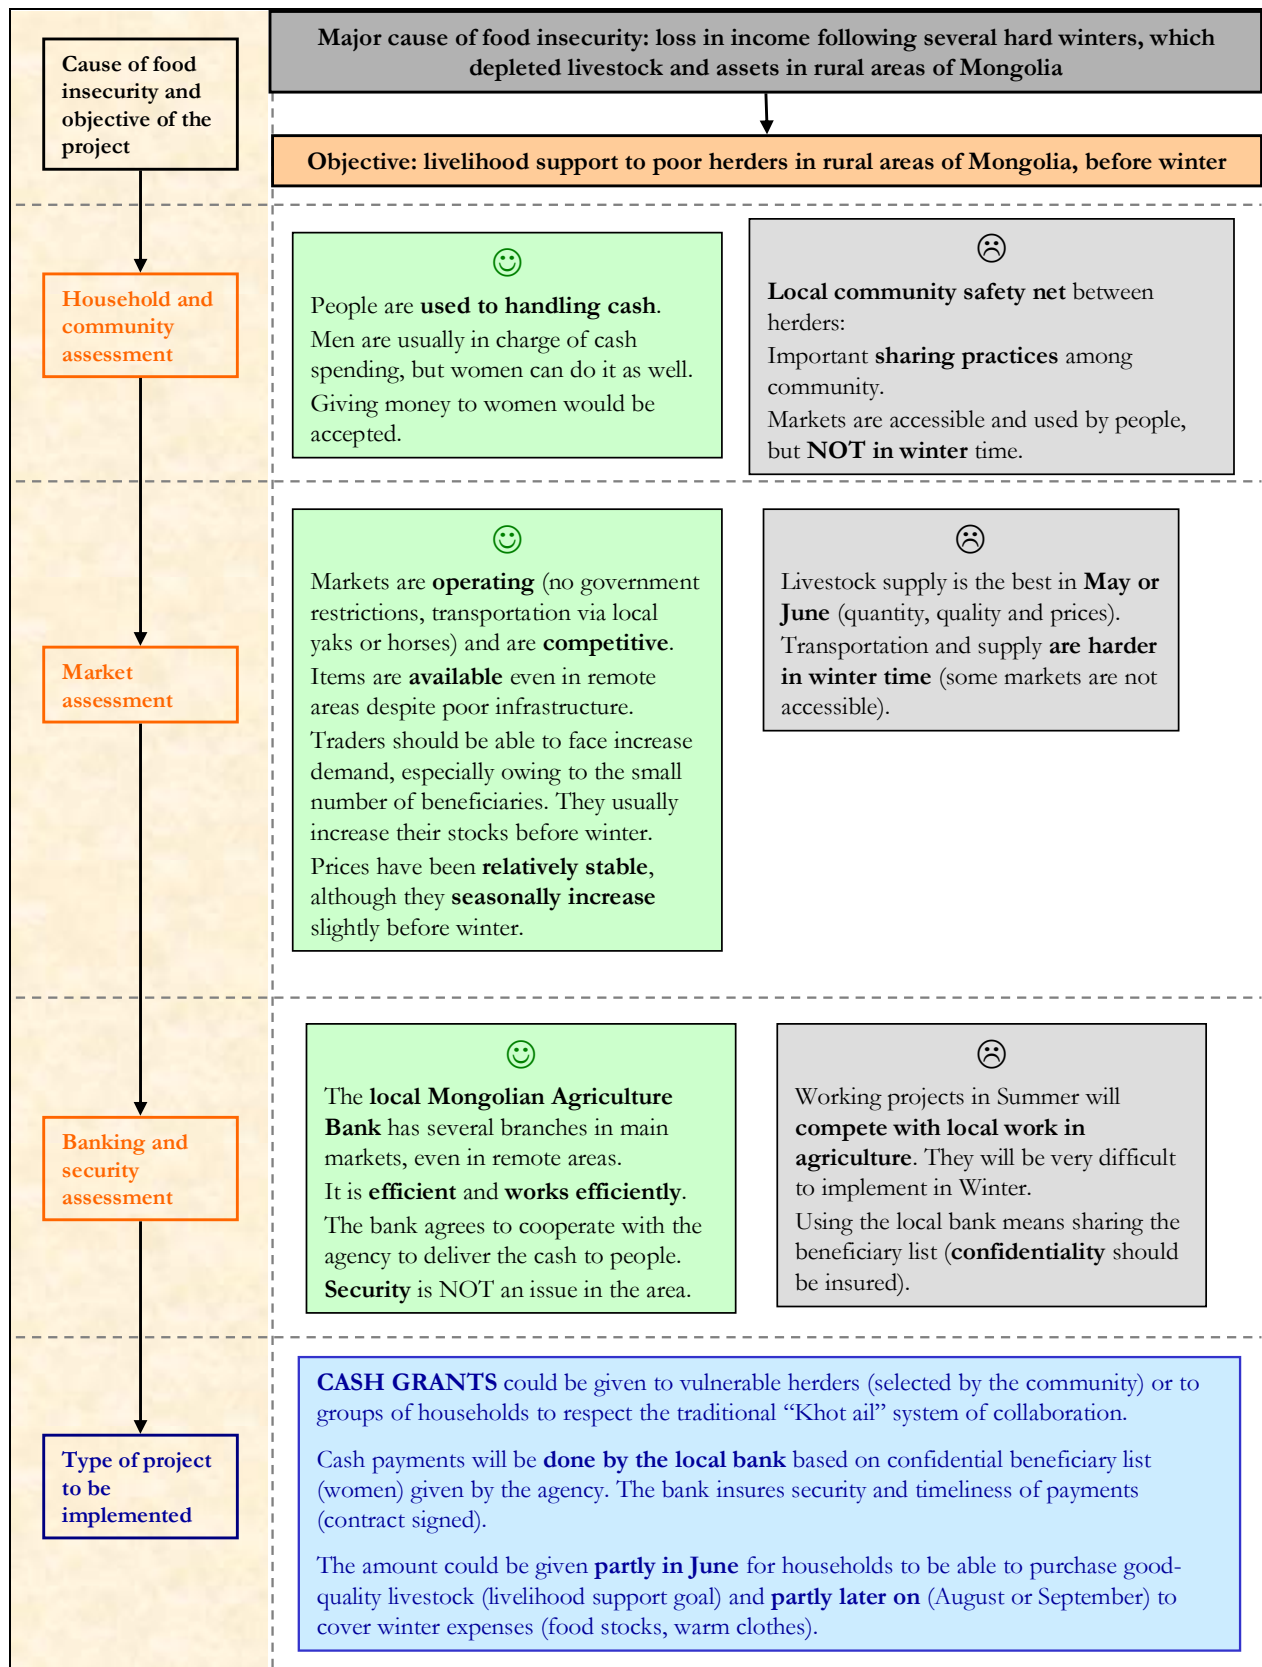 Cause of food
insecurity and
objective of the
project
Major cause of food insecurity: loss in income following several hard winters, which
depleted livestock and assets in rural areas of Mongolia
Objective: livelihood support to poor herders in rural areas of Mongolia, before winter
Household and
community
assessment
People are used to handling cash.
Men are usually in charge of cash
spending, but women can do it as well.
Giving money to women would be
accepted.
Local community safety net between
herders:
Important sharing practices among
community.
Markets are accessible and used by people,
but NOT in winter time.
Market
assessment
Markets are operating (no government
restrictions, transportation via local
yaks or horses) and are competitive.
Items are available even in remote
areas despite poor infrastructure.
Traders should be able to face increase
demand, especially owing to the small
number of beneficiaries. They usually
increase their stocks before winter.
Prices have been relatively stable,
although they seasonally increase
slightly before winter.
Livestock supply is the best in May or
June (quantity, quality and prices).
Transportation and supply are harder
in winter time (some markets are not
accessible).
Banking and
security
assessment
The local Mongolian Agriculture
Bank has several branches in main
markets, even in remote areas.
It is efficient and works efficiently.
The bank agrees to cooperate with the
agency to deliver the cash to people.
Security is NOT an issue in the area.
Working projects in Summer will
compete with local work in
agriculture. They will be very difficult
to implement in Winter.
Using the local bank means sharing the
beneficiary list (confidentiality should
be insured).
Type of project
to be
implemented
CASH GRANTS could be given to vulnerable herders (selected by the community) or to
groups of households to respect the traditional “Khot ail” system of collaboration.
Cash payments will be done by the local bank based on confidential beneficiary list
(women) given by the agency. The bank insures security and timeliness of payments
(contract signed).
The amount could be given partly in June for households to be able to purchase good-
quality livestock (livelihood support goal) and partly later on (August or September) to
cover winter expenses (food stocks, warm clothes).